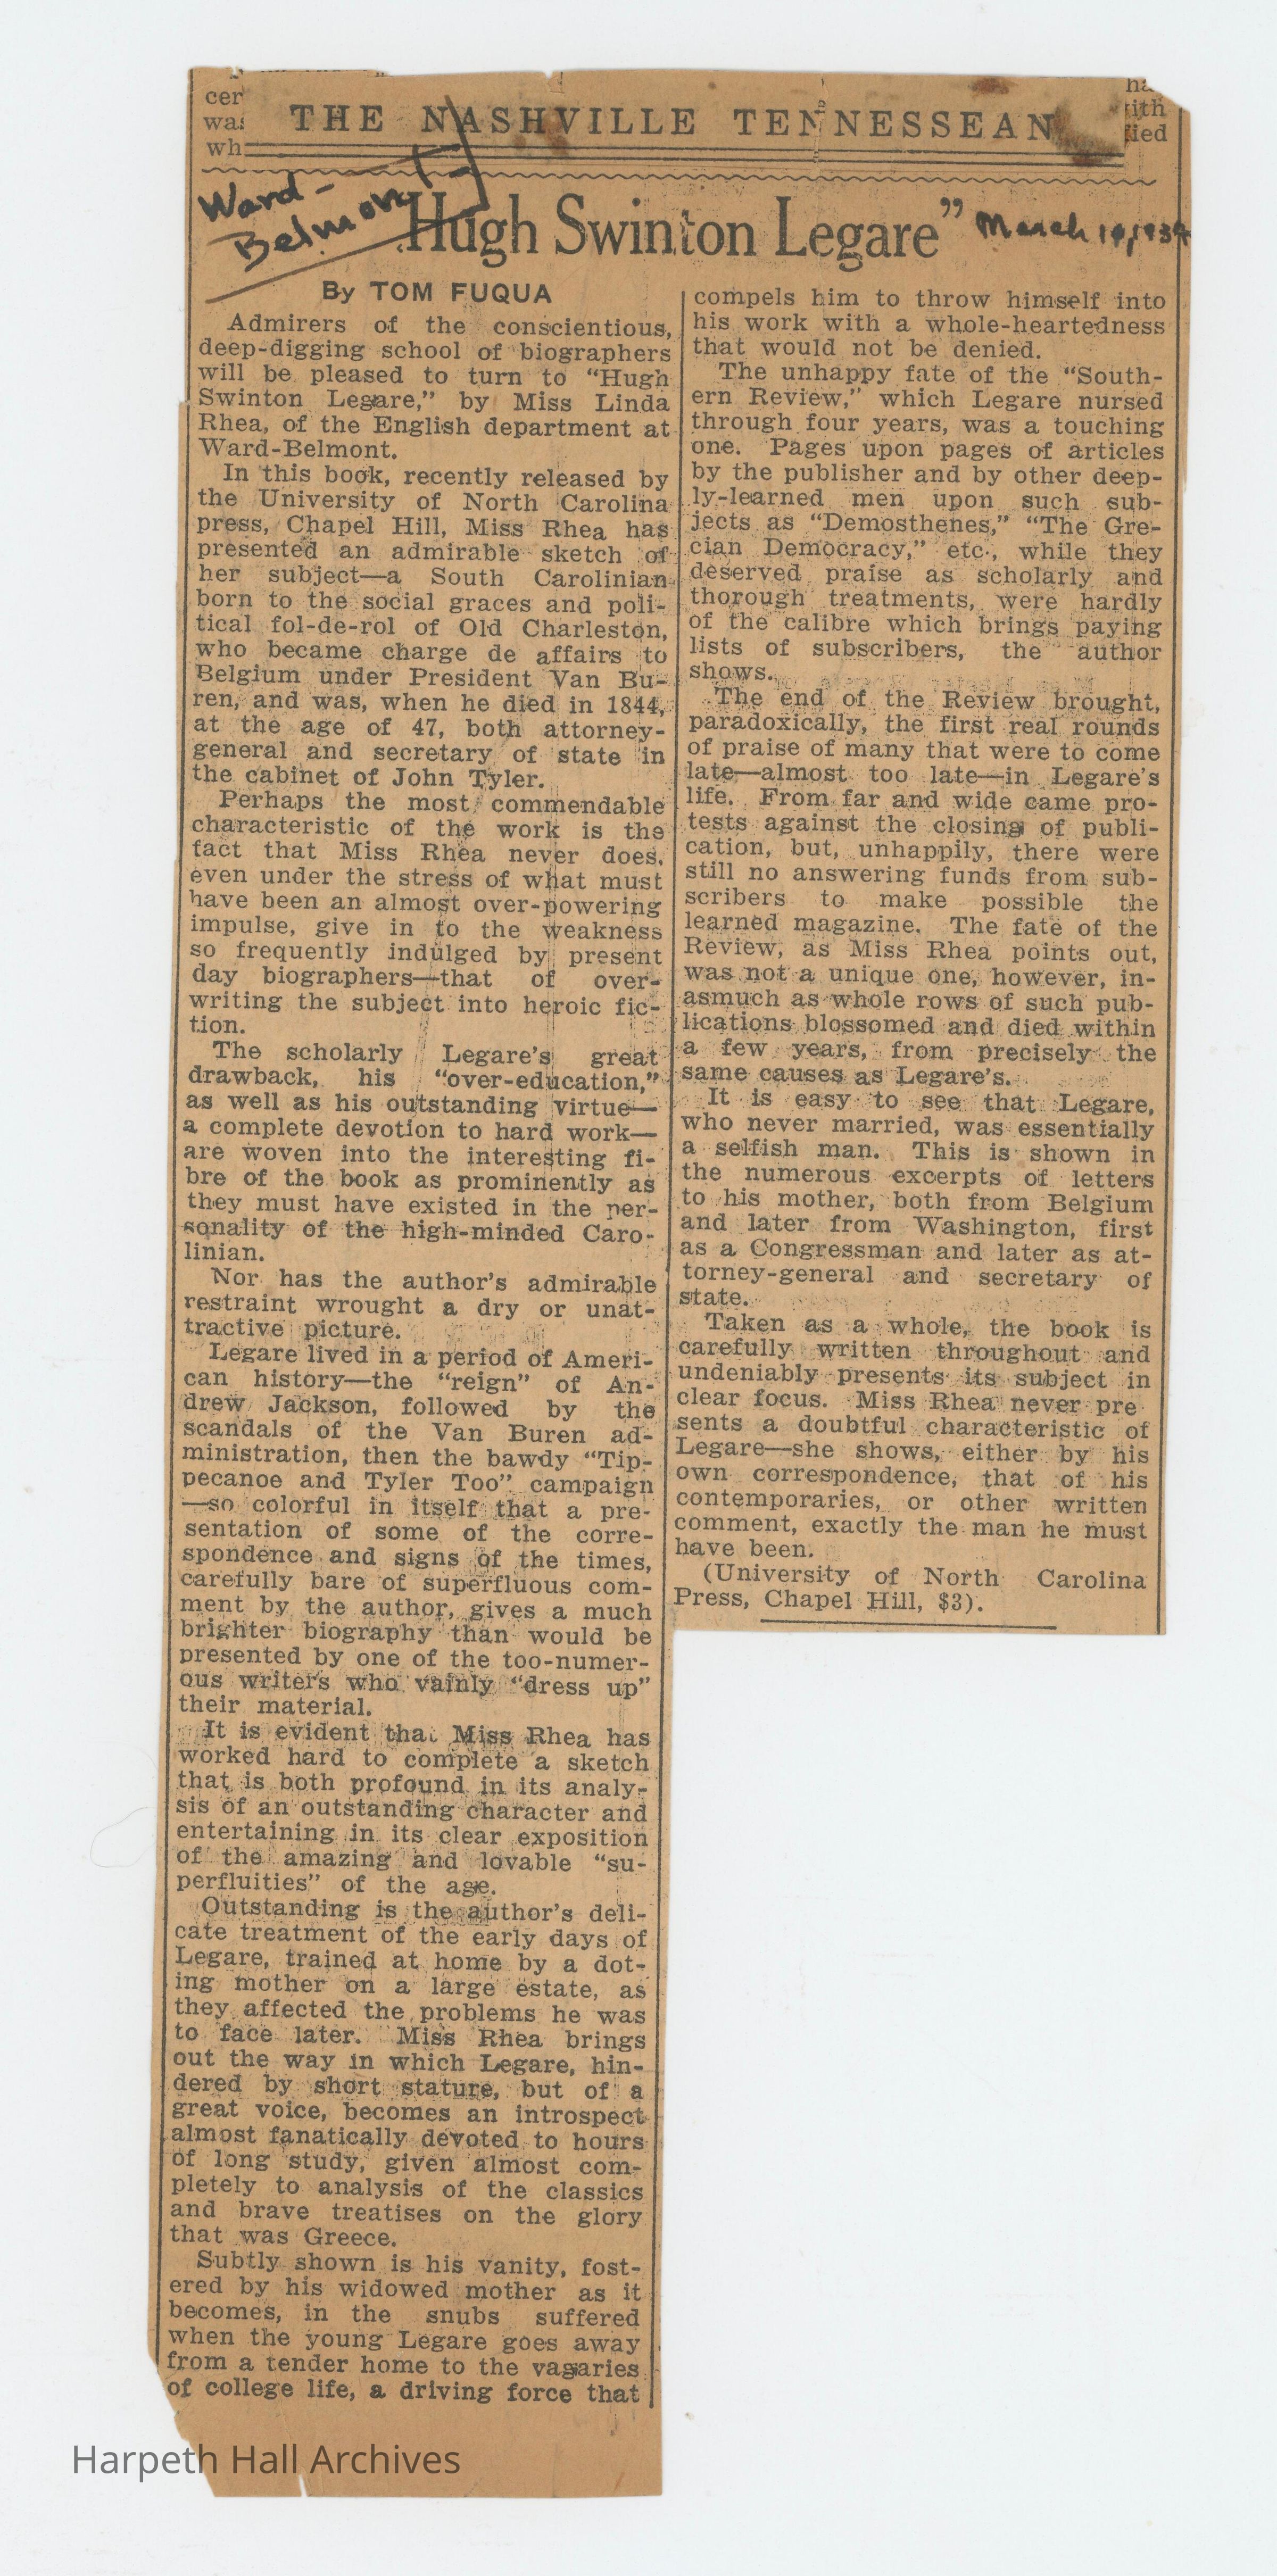 cer
was
wh
ha
with
fied
THE NASHVILLE TENNESSEAN
Ward-
Belmont
Hugh Swinton Legare”
March 1934
By TOM FUQUA
Admirers of the conscientious,
deep-digging school of biographers
will be pleased to turn to “Hugh
Swinton Legare,” by Miss Linda
Rhea, of the English department at
Ward-Belmont.
In this book, recently released by
the University of North Carolina
press, Chapel Hill, Miss Rhea has
presented an admirable sketch of
her subject—a South Carolinian
born to the social graces and poli-
tical fol-de-rol of Old Charleston,
who became charge de affairs to
Belgium under President Van Bu-
ren, and was, when he died in 1844,
at the age of 47, both attorney-
general and secretary of state in
the cabinet of John Tyler.
Perhaps the most commendable
characteristic of the work is the
fact that Miss Rhea never does,
even under the stress of what must
have been an almost over-powering
impulse, give in to the weakness
so frequently indulged by present
day biographers—that of over-
writing the subject into heroic fic-
tion.
The scholarly Legare’s great
drawback, his “over-education,”
as well as his outstanding virtue—
a complete devotion to hard work—
are woven into the interesting fi-
bre of the book as prominently as
they must have existed in the per-
sonality of the high-minded Caro-
linian.
Nor has the author’s admirable
restraint wrought a dry or unat-
tractive picture.
Legare lived in a period of Ameri-
can history—the “reign” of An-
drew Jackson, followed by the
scandals of the Van Buren ad-
ministration, then the bawdy “Tip-
pecanoe and Tyler Too” campaign
—so colorful in itself that a pre-
sentation of some of the corre-
spondence and signs of the times,
carefully bare of superfluous com-
ment by the author, gives a much
brighter biography than would be
presented by one of the too-numer-
ous writers who vainly “dress up”
their material.
It is evident that Miss Rhea has
worked hard to complete a sketch
that is both profound in its analy-
sis of an outstanding character and
entertaining in its clear exposition
of the amazing and lovable “su-
perfluities” of the age.
Outstanding is the author’s deli-
cate treatment of the early days of
Legare, trained at home by a dot-
ing mother on a large estate, as
they affected the problems he was
to face later. Miss Rhea brings
out the way in which Legare, hin-
dered by short stature, but of a
great voice, becomes an introspect
almost fanatically devoted to hours
of long study, given almost com-
pletely to analysis of the classics
and brave treatises on the glory
that was Greece.
Subtly shown is his vanity, fost-
ered by his widowed mother as it
becomes, in the snubs suffered
when the young Legare goes away
from a tender home to the vagaries
of college life, a driving force that
compels him to throw himself into
his work with a whole-heartedness
that would not be denied.
The unhappy fate of the “South-
ern Review,” which Legare nursed
through four years, was a touching
one. Pages upon pages of articles
by the publisher and by other deep-
ly-learned men upon such sub-
jects as “Demosthenes,” “The Gre-
cian Democracy,” etc., while they
deserved praise as scholarly and
thorough treatments, were hardly
of the calibre which brings paying
lists of subscribers, the author
shows.
The end of the Review brought,
paradoxically, the first real rounds
of praise of many that were to come
late—almost too late—in Legare’s
life. From far and wide came pro-
tests against the closing of publi-
cation, but, unhappily, there were
still no answering funds from sub-
scribers to make possible the
learned magazine. The fate of the
Review, as Miss Rhea points out,
was not a unique one, however, in-
asmuch as whole rows of such pub-
lications blossomed and died within
a few years, from precisely the
same causes as Legare’s.
It is easy to see that Legare,
who never married, was essentially
a selfish man. This is shown in
the numerous excerpts of letters
to his mother, both from Belgium
and later from Washington, first
as a Congressman and later as at-
torney-general and secretary of
state.
Taken as a whole, the book is
carefully written throughout and
undeniably presents its subject in
clear focus. Miss Rhea never pre
sents a doubtful characteristic of
Legare—she shows, either by his
own correspondence, that of his
contemporaries, or other written
comment, exactly the man he must
have been.
(University of North Carolina
Press, Chapel Hill, $3).
Harpeth Hall Archives